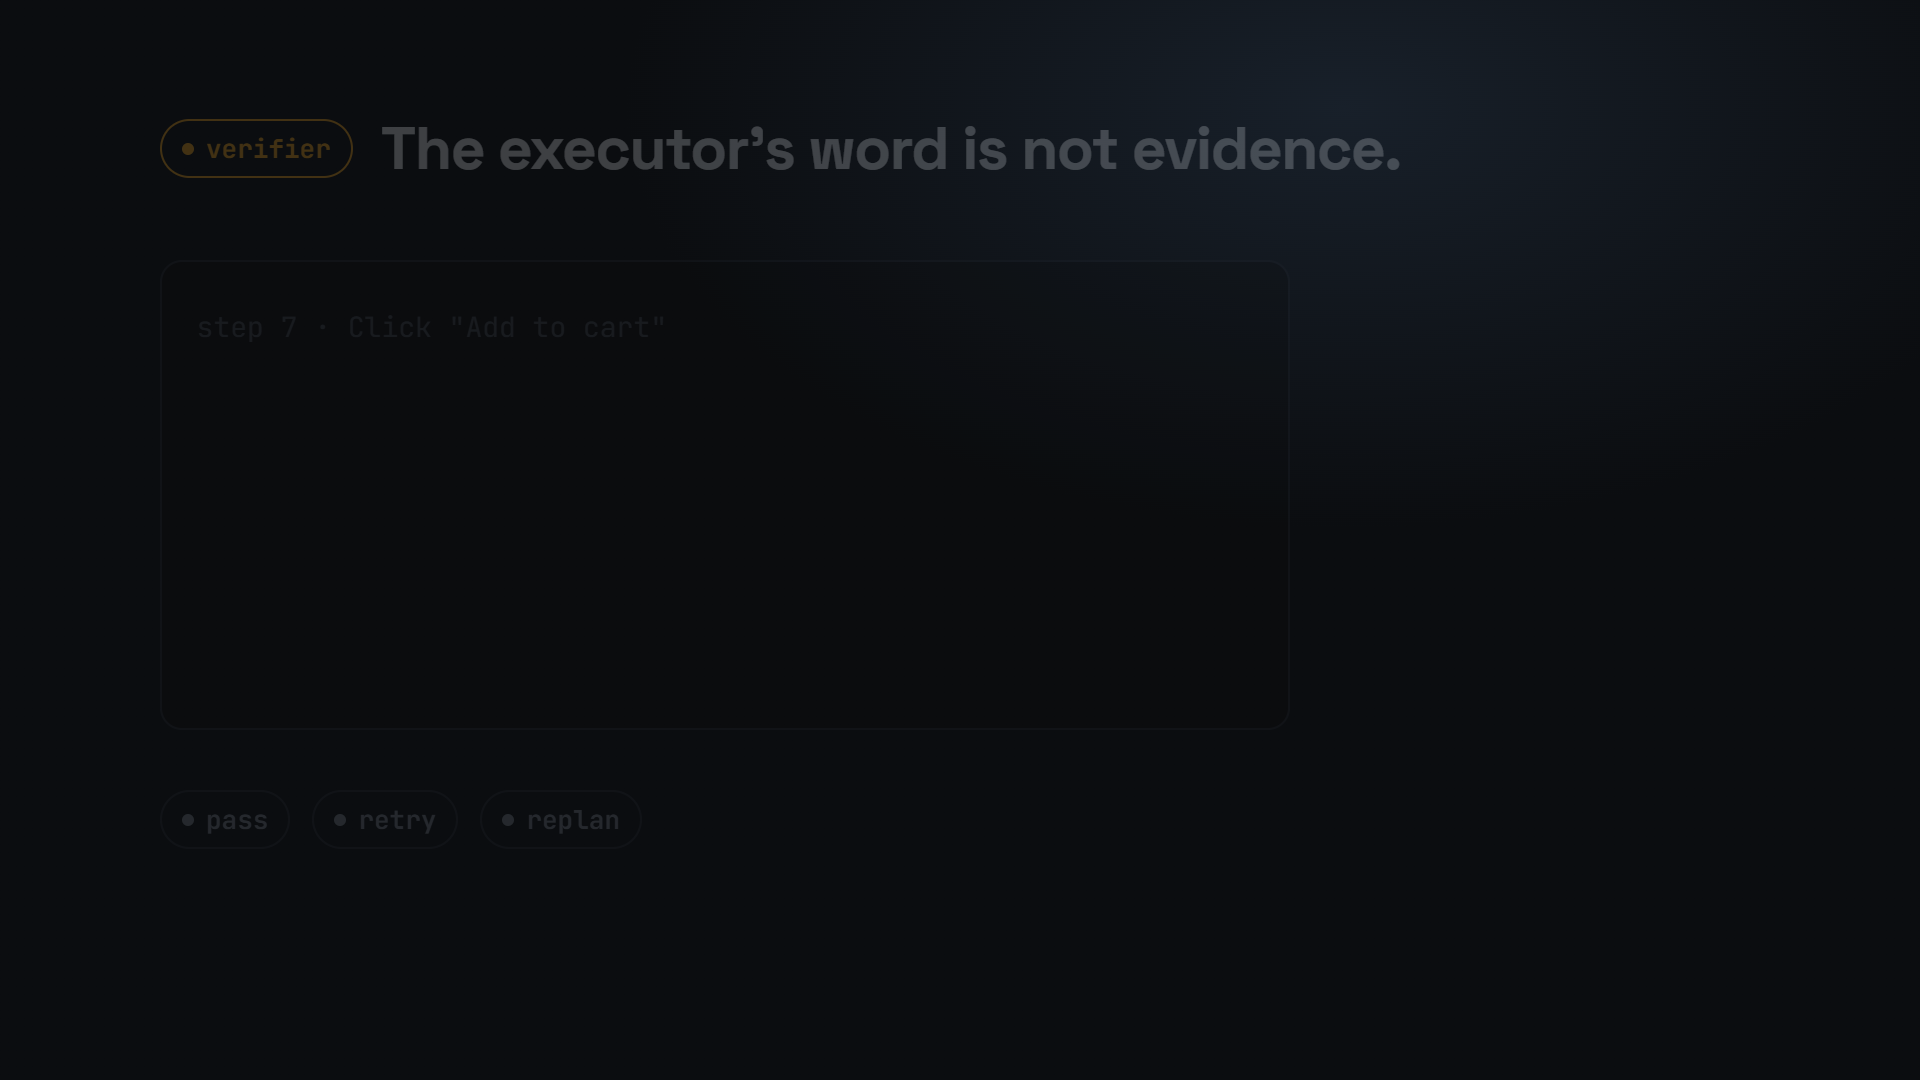 verifier
The executor’s word is not evidence.
step 7 · Click "Add to cart"
pass
retry
replan